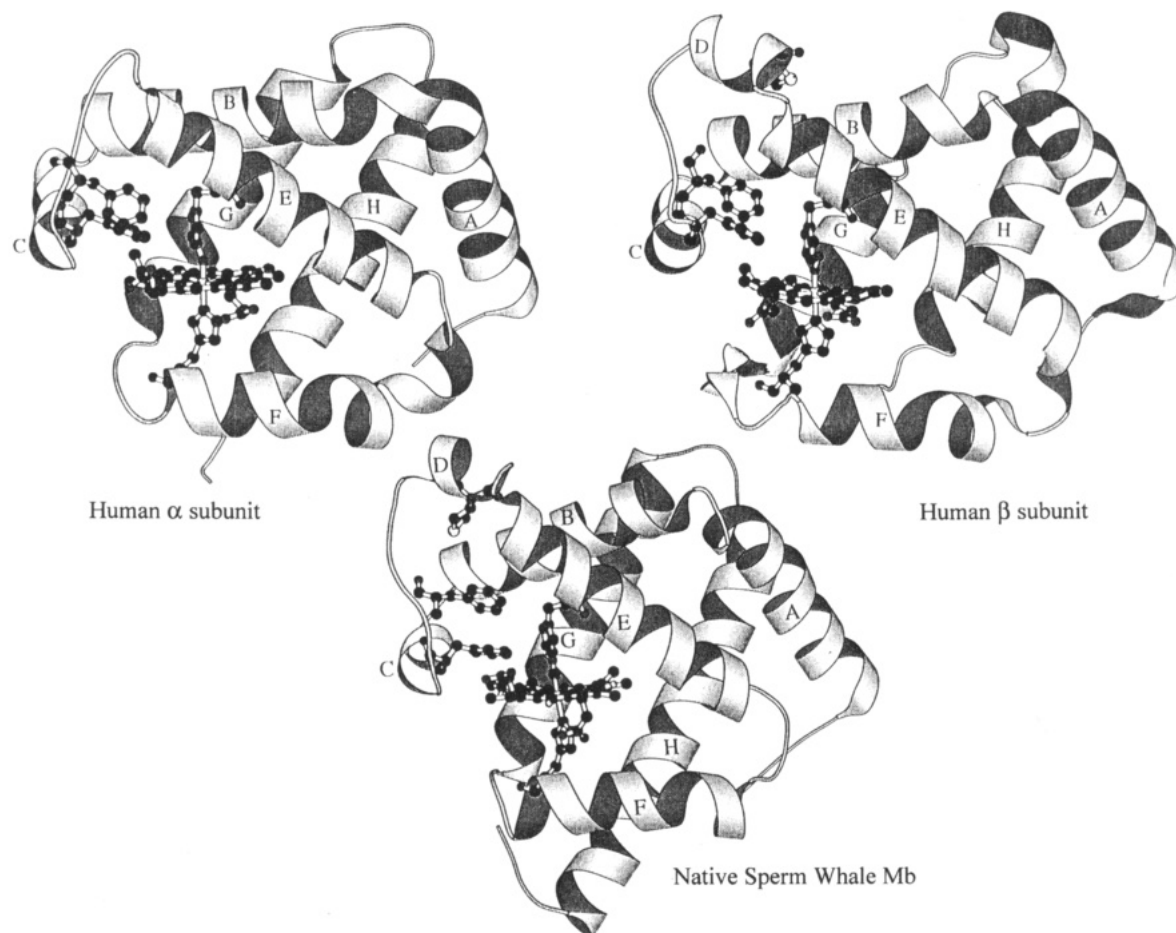 D
B
B
G
E
H
A
C
E
A
G
H
C
F
F
Human α subunit
Human β subunit
D
B
A
G
E
C
H
F
Native Sperm Whale Mb